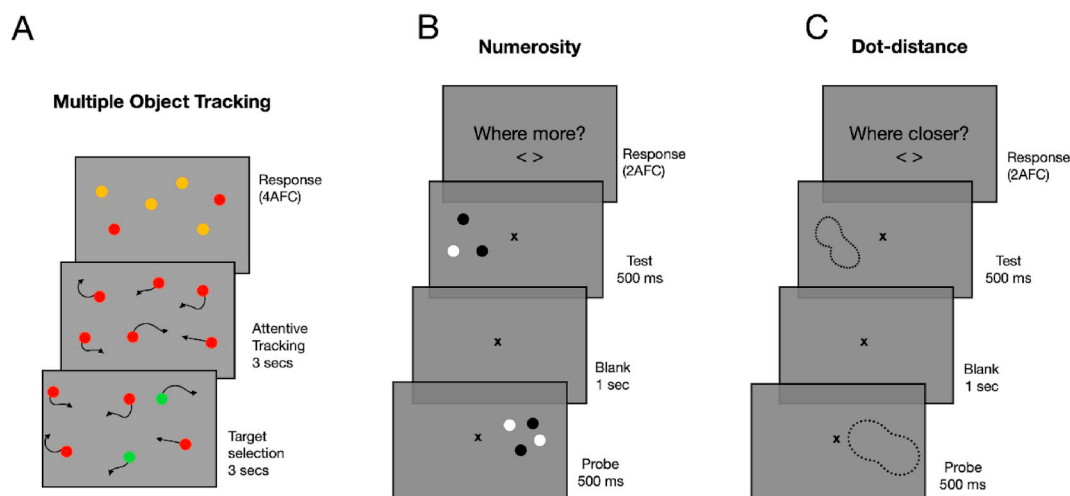 A
Multiple Object Tracking
Response
(4AFC)
Attentive
Tracking
3 secs
Target
selection
3 secs
B
Numerosity
Where more?
< >
Response
(2AFC)
x
Test
500 ms
x
Blank
1 sec
x
Probe
500 ms
C
Dot-distance
Where closer?
< >
Response
(2AFC)
x
Test
500 ms
x
Blank
1 sec
x
Probe
500 ms